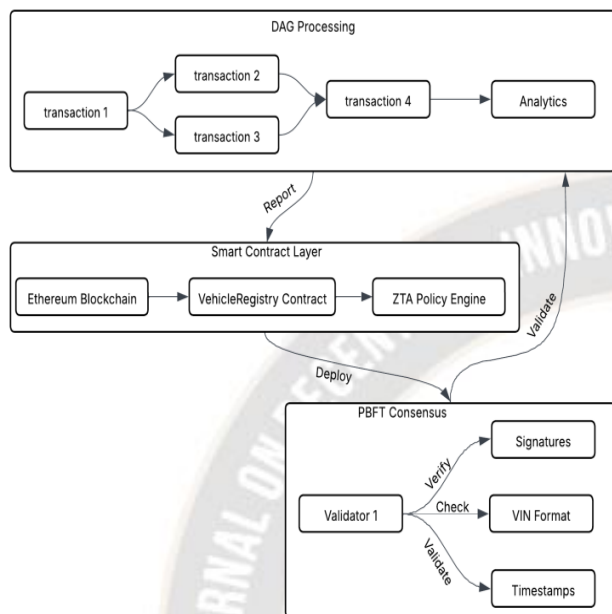 DAG Processing
transaction 1
transaction 2
transaction 3
transaction 4
Analytics
Report
Smart Contract Layer
Ethereum Blockchain
VehicleRegistry Contract
ZTA Policy Engine
Deploy
Validate
PBFT Consensus
Validator 1
Verify
Check
Validate
Signatures
VIN Format
Timestamps